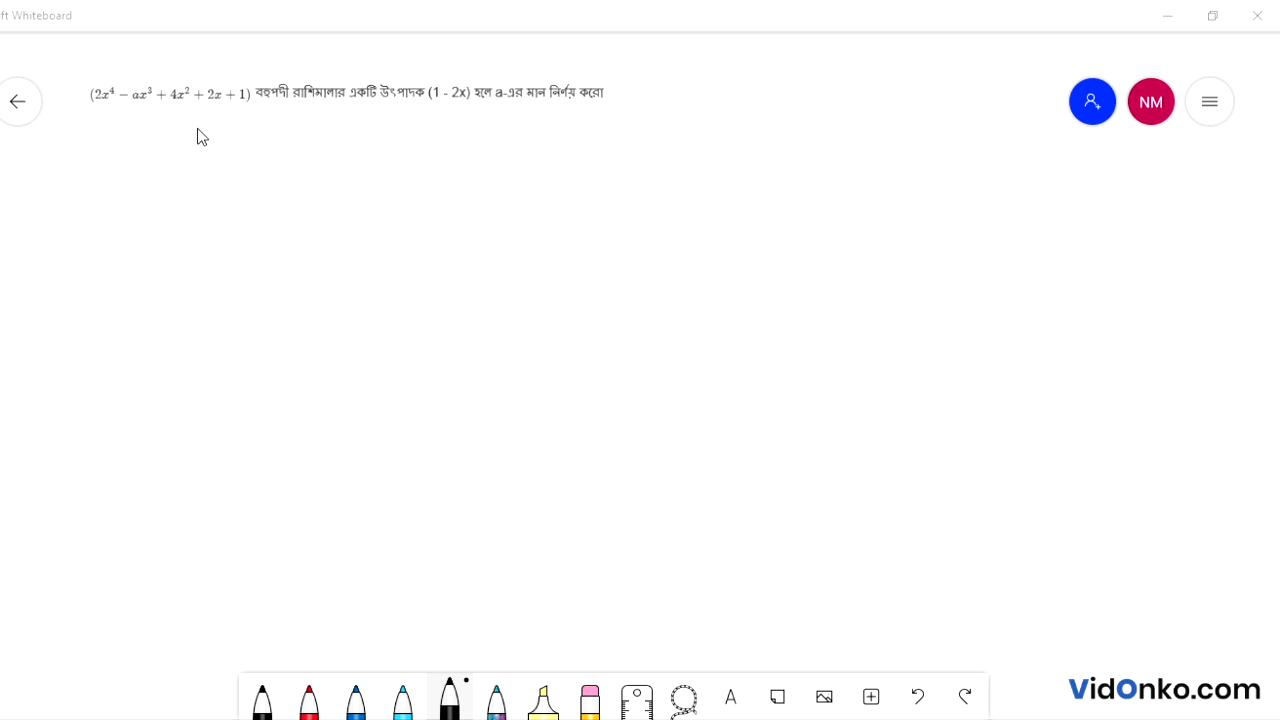 ft Whiteboard
(2x⁴ − ax³ + 4x² + 2x + 1) বহুপদী রাশিমালার একটি উৎপাদক (1 - 2x) হলে a-এর মান নির্ণয় করো
NM
A
VidOnko.com